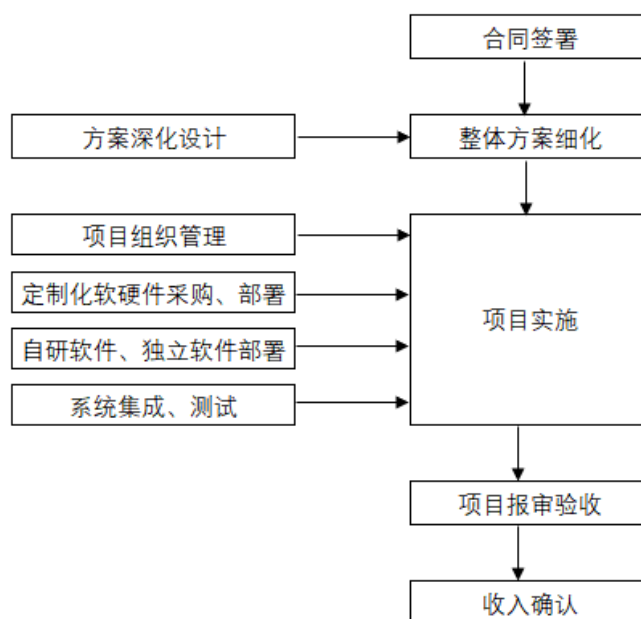 合同签署
方案深化设计
整体方案细化
项目组织管理
定制化软硬件采购、部署
自研软件、独立软件部署
系统集成、测试
项目实施
项目报审验收
收入确认